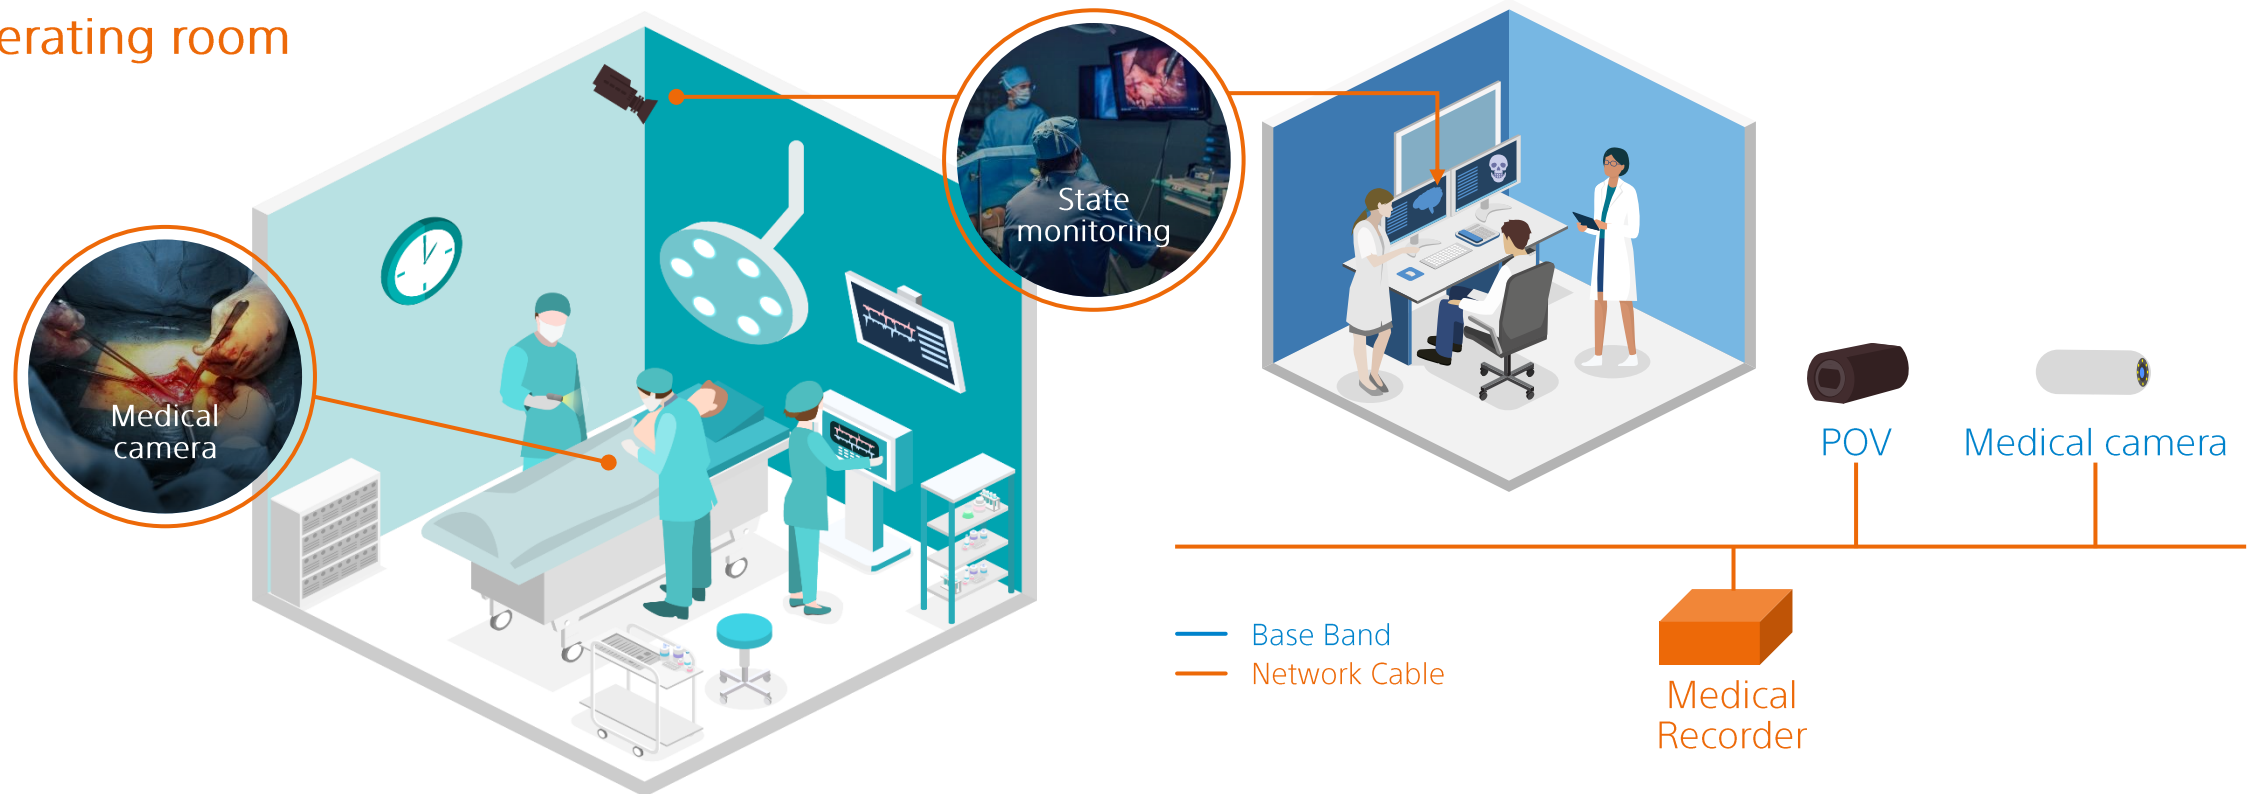 erating room
State
monitoring
Medical
camera
POV
Medical camera
Base Band
Network Cable
Medical
Recorder